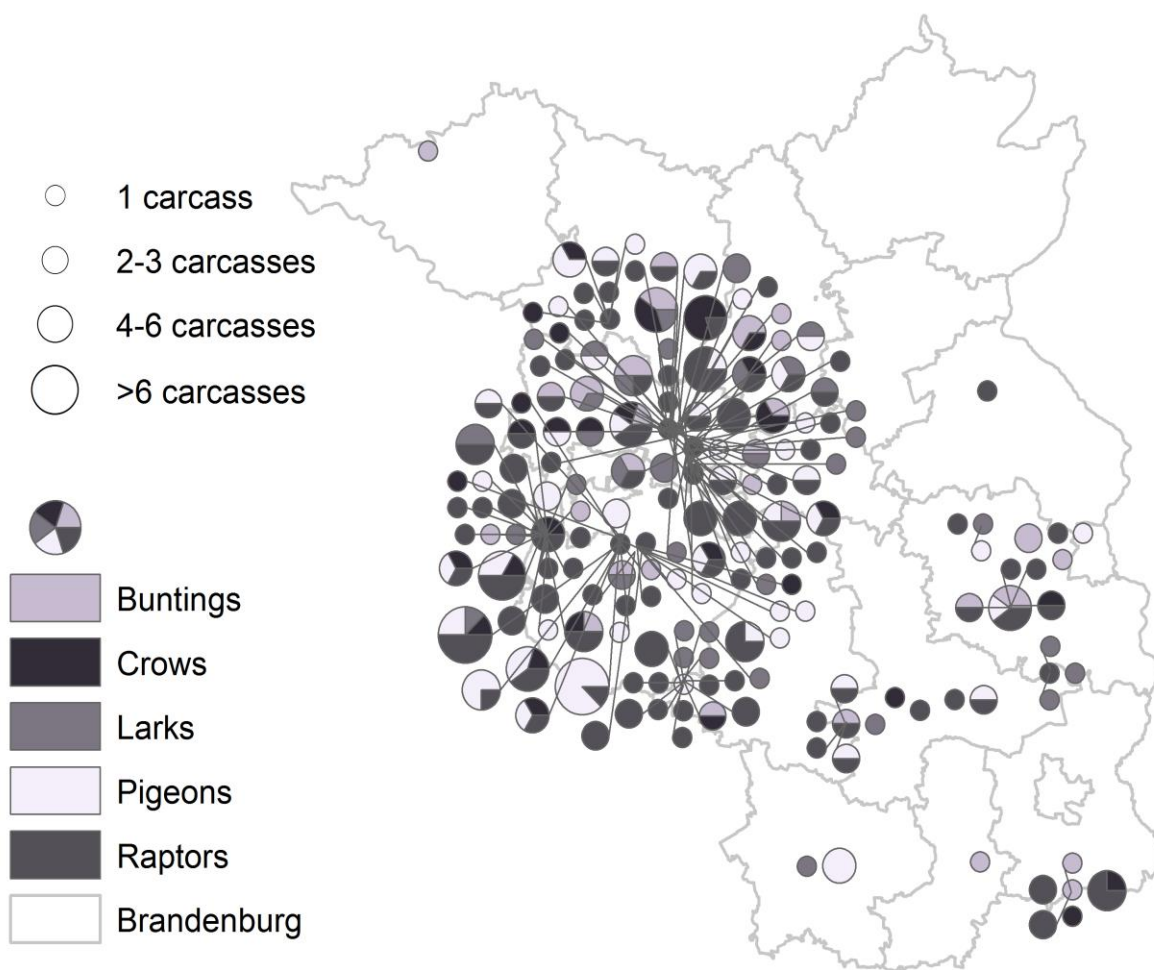 1 carcass
2-3 carcasses
4-6 carcasses
>6 carcasses
Buntings
Crows
Larks
Pigeons
Raptors
Brandenburg